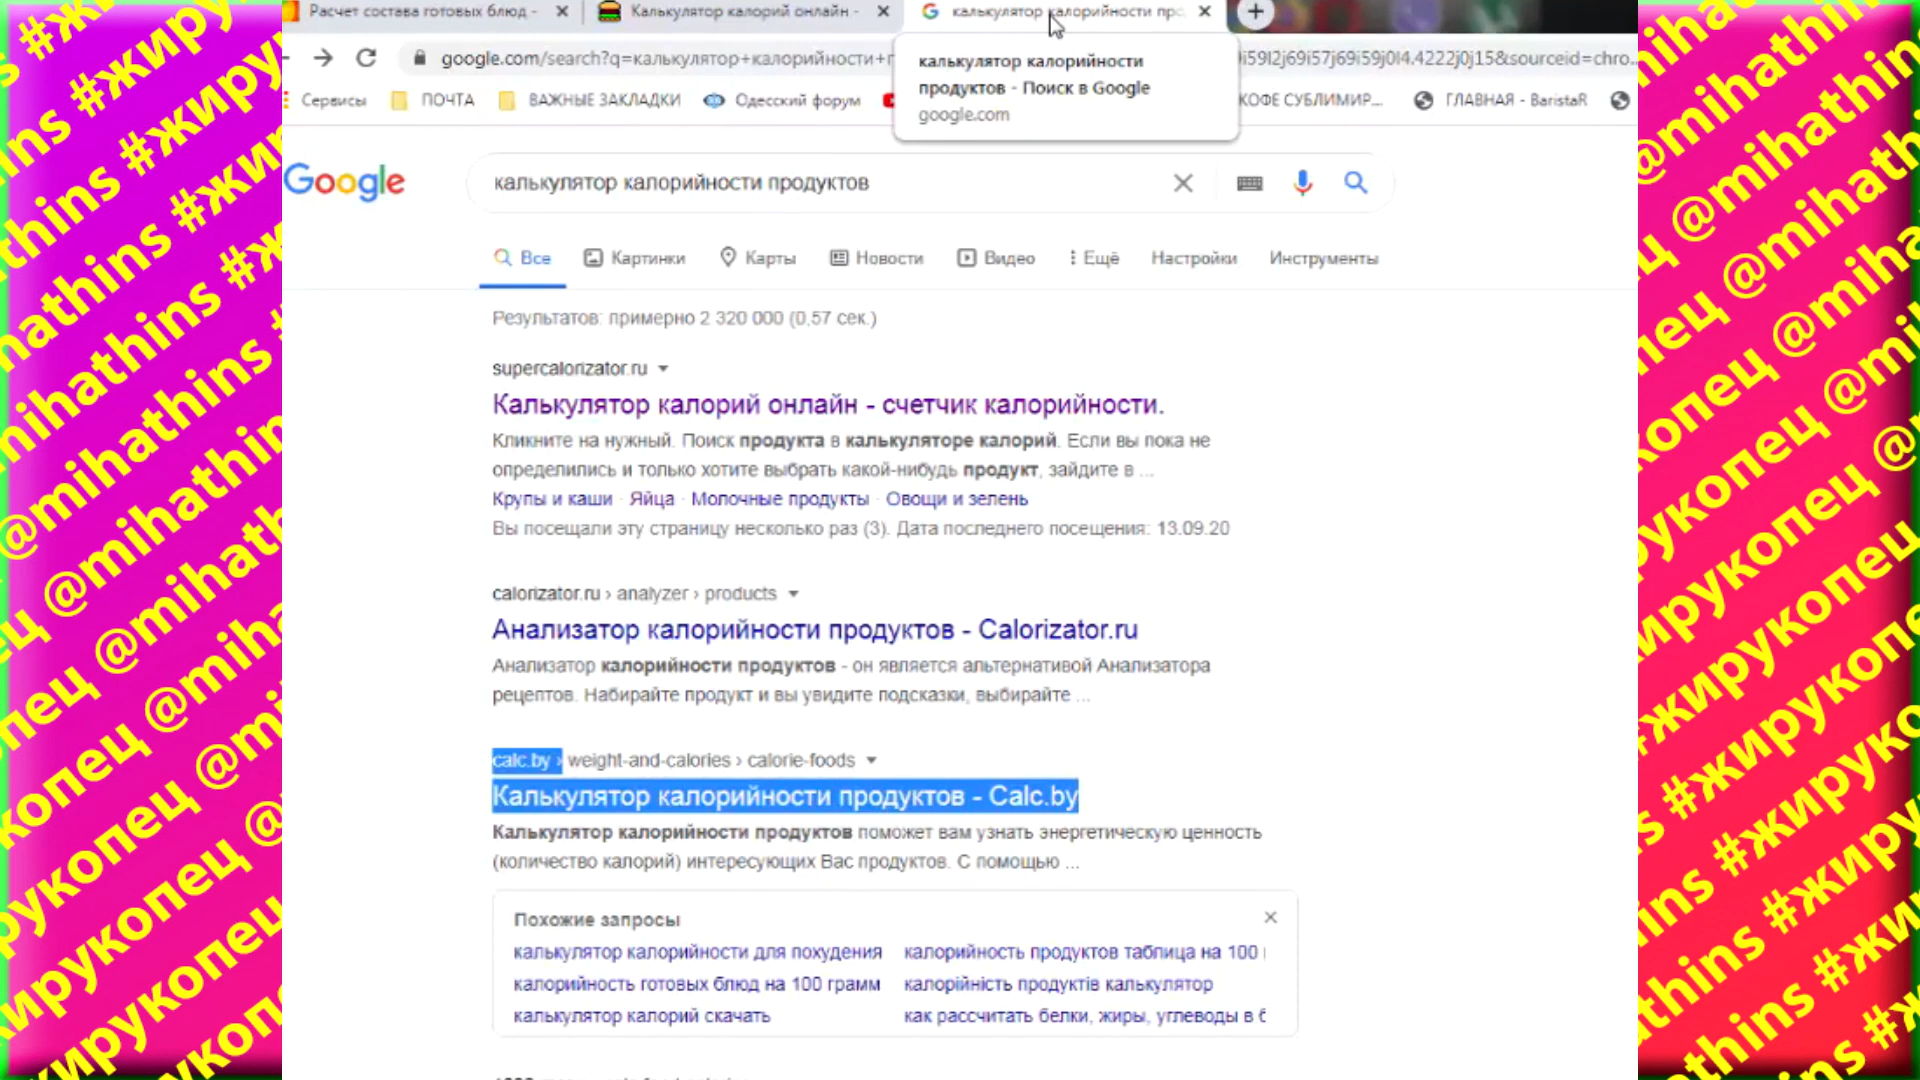 Расчет состава готовых блюд -
Калькулятор калорий онлайн -
калькулятор калорийности про
google.com/search?q=калькулятор+калорийности+
i59l2j69i57j69i59j0l4.4222j0j15&sourceid=chro...
калькулятор калорийности
продуктов - Поиск в Google
google.com
Сервисы
ПОЧТА
ВАЖНЫЕ ЗАКЛАДКИ
Одесский форум
КОФЕ СУБЛИМИР...
ГЛАВНАЯ - BaristaR
Google
калькулятор калорийности продуктов
Все
Картинки
Карты
Новости
Видео
Ещё
Настройки
Инструменты
Результатов: примерно 2 320 000 (0,57 сек.)
supercalorizator.ru
Калькулятор калорий онлайн - счетчик калорийности.
Кликните на нужный. Поиск продукта в калькуляторе калорий. Если вы пока не
определились и только хотите выбрать какой-нибудь продукт, зайдите в ...
Крупы и каши · Яйца · Молочные продукты · Овощи и зелень
Вы посещали эту страницу несколько раз (3). Дата последнего посещения: 13.09.20
calorizator.ru › analyzer › products
Анализатор калорийности продуктов - Calorizator.ru
Анализатор калорийности продуктов - он является альтернативой Анализатора
рецептов. Набирайте продукт и вы увидите подсказки, выбирайте ...
calc.by › weight-and-calories › calorie-foods
Калькулятор калорийности продуктов - Calc.by
Калькулятор калорийности продуктов поможет вам узнать энергетическую ценность
(количество калорий) интересующих Вас продуктов. С помощью ...
Похожие запросы
калькулятор калорийности для похудения
калорийность продуктов таблица на 100
калорийность готовых блюд на 100 грамм
калорійність продуктів калькулятор
калькулятор калорий скачать
как рассчитать белки, жиры, углеводы в б
@mihathins #жирукопец